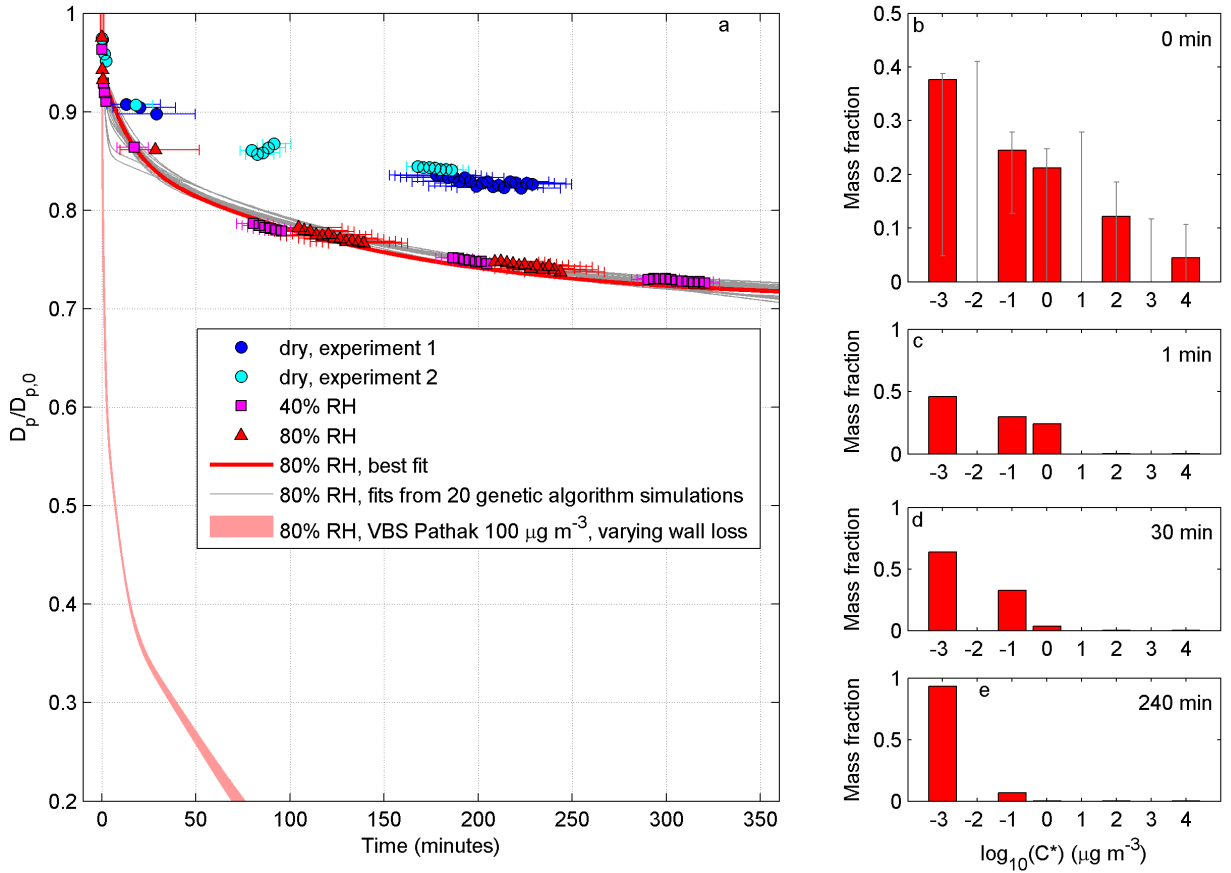 a
1
0.9
0.8
0.7
0.6
0.5
0.4
0.3
0.2
D_p/D_p,0
dry, experiment 1
dry, experiment 2
40% RH
80% RH
80% RH, best fit
80% RH, fits from 20 genetic algorithm simulations
80% RH, VBS Pathak 100 μg m⁻³, varying wall loss
0 50 100 150 200 250 300 350
Time (minutes)
b
0 min
0.5
0.4
0.3
0.2
0.1
0
Mass fraction
-3 -2 -1 0 1 2 3 4
c
1 min
1
0.5
0
Mass fraction
-3 -2 -1 0 1 2 3 4
d
30 min
1
0.5
0
Mass fraction
-3 -2 -1 0 1 2 3 4
e
240 min
1
0.5
0
Mass fraction
-3 -2 -1 0 1 2 3 4
log₁₀(C*) (μg m⁻³)